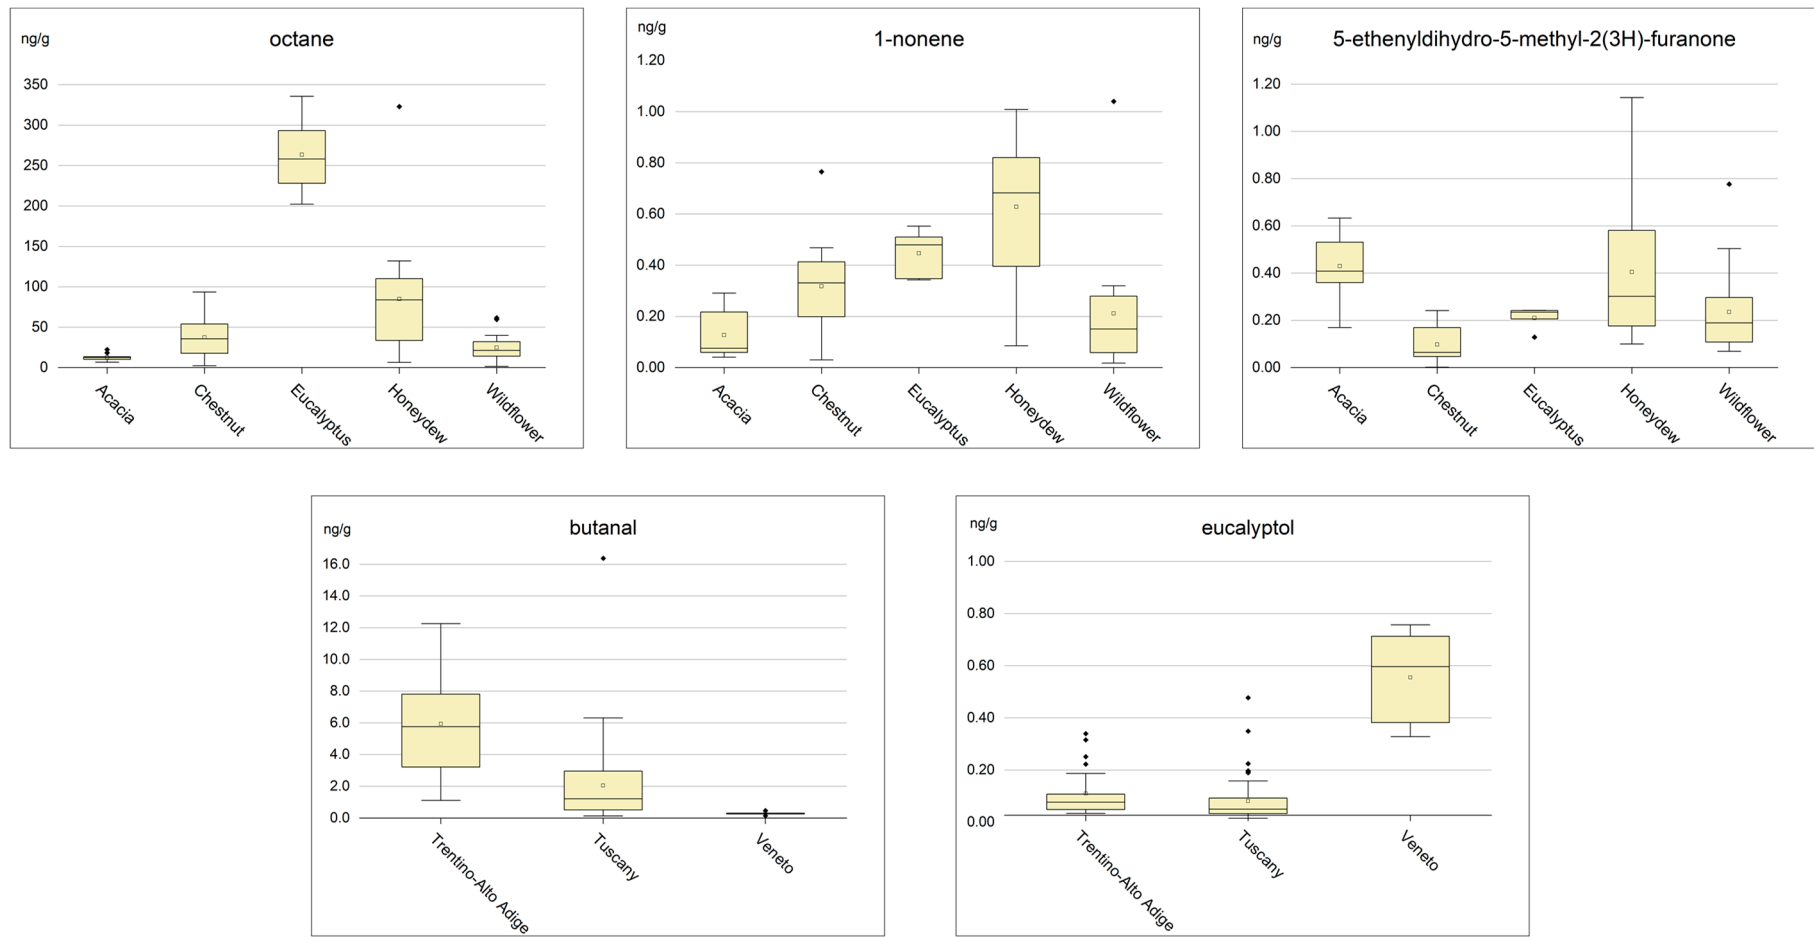 octane
ng/g
350
300
250
200
150
100
50
0
Acacia
Chestnut
Eucalyptus
Honeydew
Wildflower
1-nonene
ng/g
1.20
1.00
0.80
0.60
0.40
0.20
0.00
Acacia
Chestnut
Eucalyptus
Honeydew
Wildflower
5-ethenyldihydro-5-methyl-2(3H)-furanone
ng/g
1.20
1.00
0.80
0.60
0.40
0.20
0.00
Acacia
Chestnut
Eucalyptus
Honeydew
Wildflower
butanal
ng/g
16.0
14.0
12.0
10.0
8.0
6.0
4.0
2.0
0.0
Trentino-Alto Adige
Tuscany
Veneto
eucalyptol
ng/g
1.00
0.80
0.60
0.40
0.20
0.00
Trentino-Alto Adige
Tuscany
Veneto